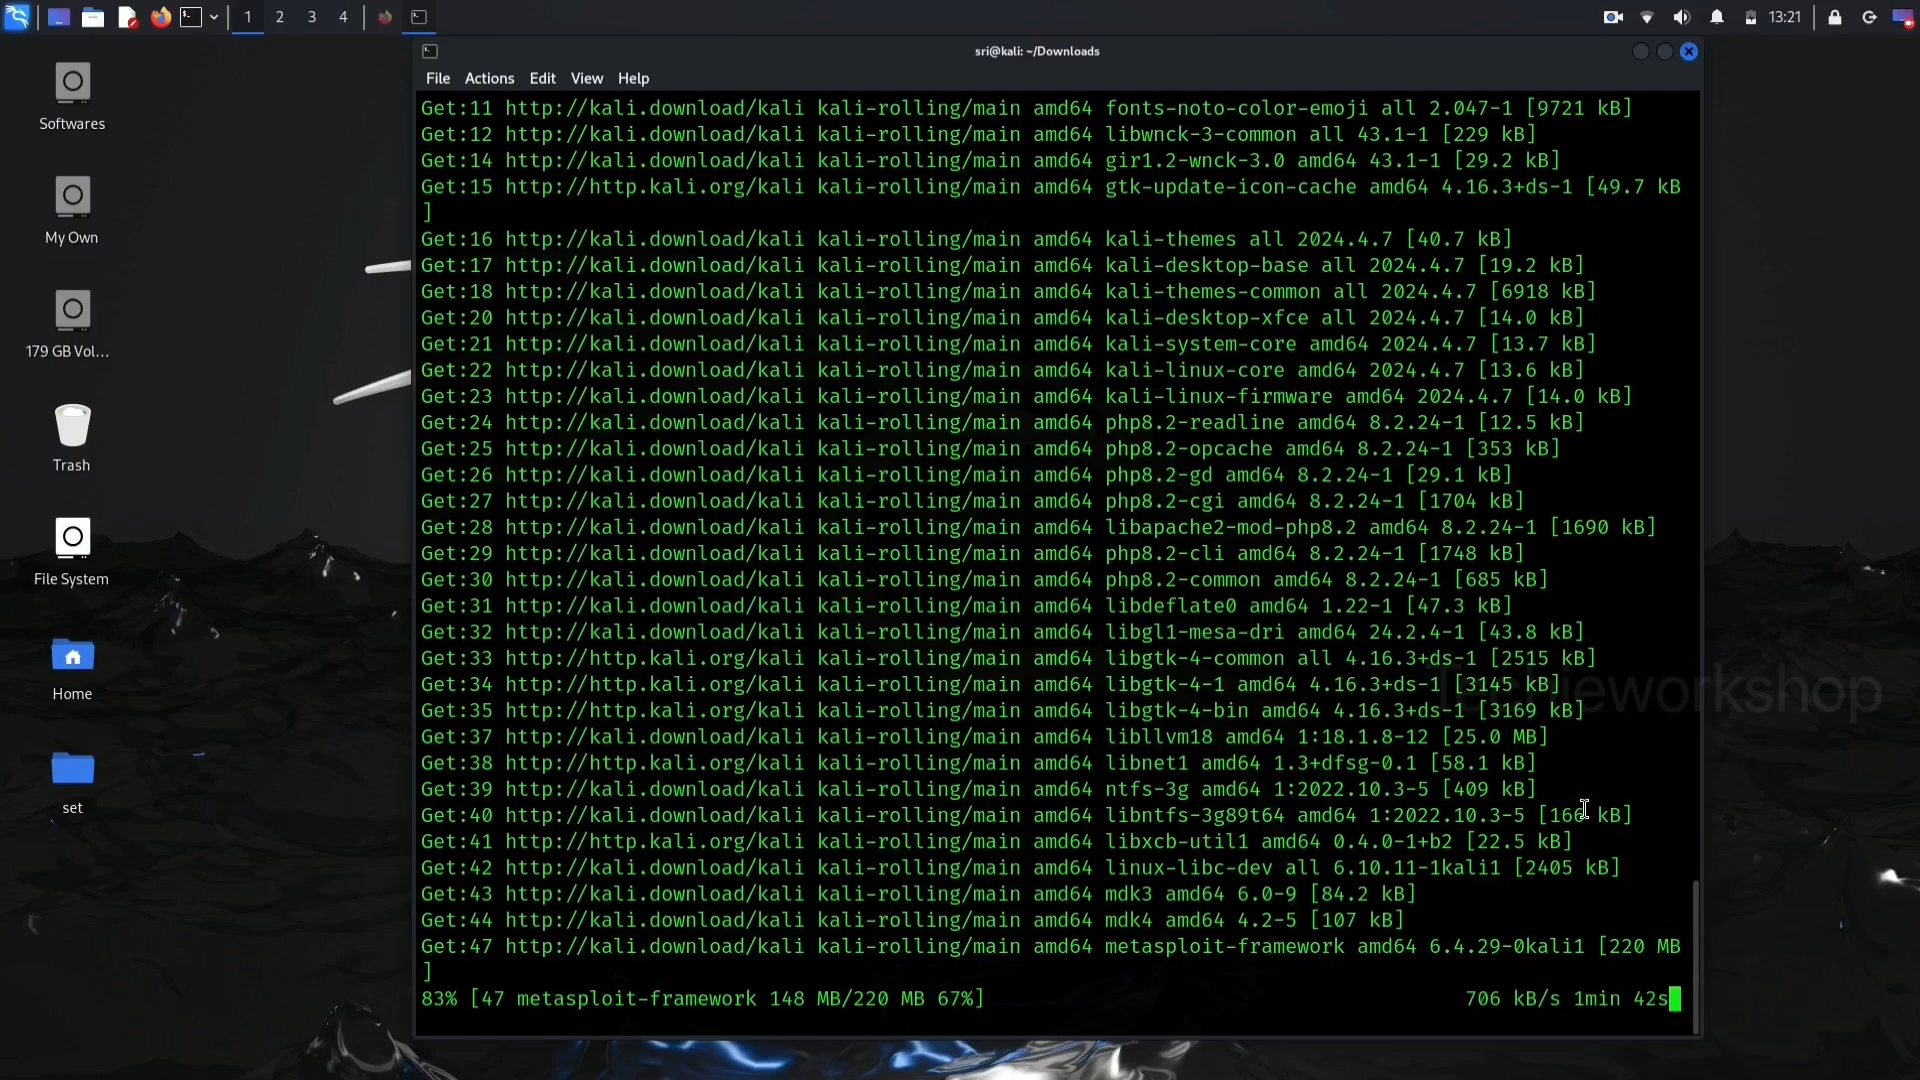 1 2 3 4 13:21
sri@kali: ~/Downloads
File Actions Edit View Help
Softwares
My Own
179 GB Vol...
Trash
File System
Home
set
Get:11 http://kali.download/kali kali-rolling/main amd64 fonts-noto-color-emoji all 2.047-1 [9721 kB]
Get:12 http://kali.download/kali kali-rolling/main amd64 libwnck-3-common all 43.1-1 [229 kB]
Get:14 http://kali.download/kali kali-rolling/main amd64 gir1.2-wnck-3.0 amd64 43.1-1 [29.2 kB]
Get:15 http://http.kali.org/kali kali-rolling/main amd64 gtk-update-icon-cache amd64 4.16.3+ds-1 [49.7 kB
]
Get:16 http://kali.download/kali kali-rolling/main amd64 kali-themes all 2024.4.7 [40.7 kB]
Get:17 http://kali.download/kali kali-rolling/main amd64 kali-desktop-base all 2024.4.7 [19.2 kB]
Get:18 http://kali.download/kali kali-rolling/main amd64 kali-themes-common all 2024.4.7 [6918 kB]
Get:20 http://kali.download/kali kali-rolling/main amd64 kali-desktop-xfce all 2024.4.7 [14.0 kB]
Get:21 http://kali.download/kali kali-rolling/main amd64 kali-system-core amd64 2024.4.7 [13.7 kB]
Get:22 http://kali.download/kali kali-rolling/main amd64 kali-linux-core amd64 2024.4.7 [13.6 kB]
Get:23 http://kali.download/kali kali-rolling/main amd64 kali-linux-firmware amd64 2024.4.7 [14.0 kB]
Get:24 http://kali.download/kali kali-rolling/main amd64 php8.2-readline amd64 8.2.24-1 [12.5 kB]
Get:25 http://kali.download/kali kali-rolling/main amd64 php8.2-opcache amd64 8.2.24-1 [353 kB]
Get:26 http://kali.download/kali kali-rolling/main amd64 php8.2-gd amd64 8.2.24-1 [29.1 kB]
Get:27 http://kali.download/kali kali-rolling/main amd64 php8.2-cgi amd64 8.2.24-1 [1704 kB]
Get:28 http://kali.download/kali kali-rolling/main amd64 libapache2-mod-php8.2 amd64 8.2.24-1 [1690 kB]
Get:29 http://kali.download/kali kali-rolling/main amd64 php8.2-cli amd64 8.2.24-1 [1748 kB]
Get:30 http://kali.download/kali kali-rolling/main amd64 php8.2-common amd64 8.2.24-1 [685 kB]
Get:31 http://kali.download/kali kali-rolling/main amd64 libdeflate0 amd64 1.22-1 [47.3 kB]
Get:32 http://kali.download/kali kali-rolling/main amd64 libgl1-mesa-dri amd64 24.2.4-1 [43.8 kB]
Get:33 http://http.kali.org/kali kali-rolling/main amd64 libgtk-4-common all 4.16.3+ds-1 [2515 kB]
Get:34 http://http.kali.org/kali kali-rolling/main amd64 libgtk-4-1 amd64 4.16.3+ds-1 [3145 kB]
Get:35 http://http.kali.org/kali kali-rolling/main amd64 libgtk-4-bin amd64 4.16.3+ds-1 [3169 kB]
Get:37 http://kali.download/kali kali-rolling/main amd64 libllvm18 amd64 1:18.1.8-12 [25.0 MB]
Get:38 http://http.kali.org/kali kali-rolling/main amd64 libnet1 amd64 1.3+dfsg-0.1 [58.1 kB]
Get:39 http://kali.download/kali kali-rolling/main amd64 ntfs-3g amd64 1:2022.10.3-5 [409 kB]
Get:40 http://kali.download/kali kali-rolling/main amd64 libntfs-3g89t64 amd64 1:2022.10.3-5 [166 kB]
Get:41 http://http.kali.org/kali kali-rolling/main amd64 libxcb-util1 amd64 0.4.0-1+b2 [22.5 kB]
Get:42 http://kali.download/kali kali-rolling/main amd64 linux-libc-dev all 6.10.11-1kali1 [2405 kB]
Get:43 http://kali.download/kali kali-rolling/main amd64 mdk3 amd64 6.0-9 [84.2 kB]
Get:44 http://kali.download/kali kali-rolling/main amd64 mdk4 amd64 4.2-5 [107 kB]
Get:47 http://kali.download/kali kali-rolling/main amd64 metasploit-framework amd64 6.4.29-0kali1 [220 MB
]
83% [47 metasploit-framework 148 MB/220 MB 67%] 706 kB/s 1min 42s